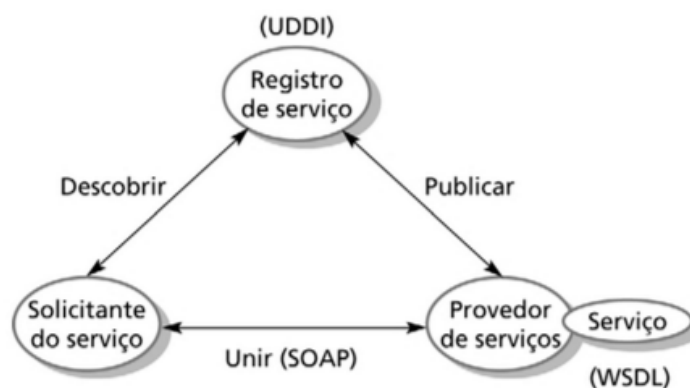 (UDDI)
Registro
de serviço
Descobrir
Publicar
Solicitante
do serviço
Unir (SOAP)
Provedor
de serviços
Serviço
(WSDL)